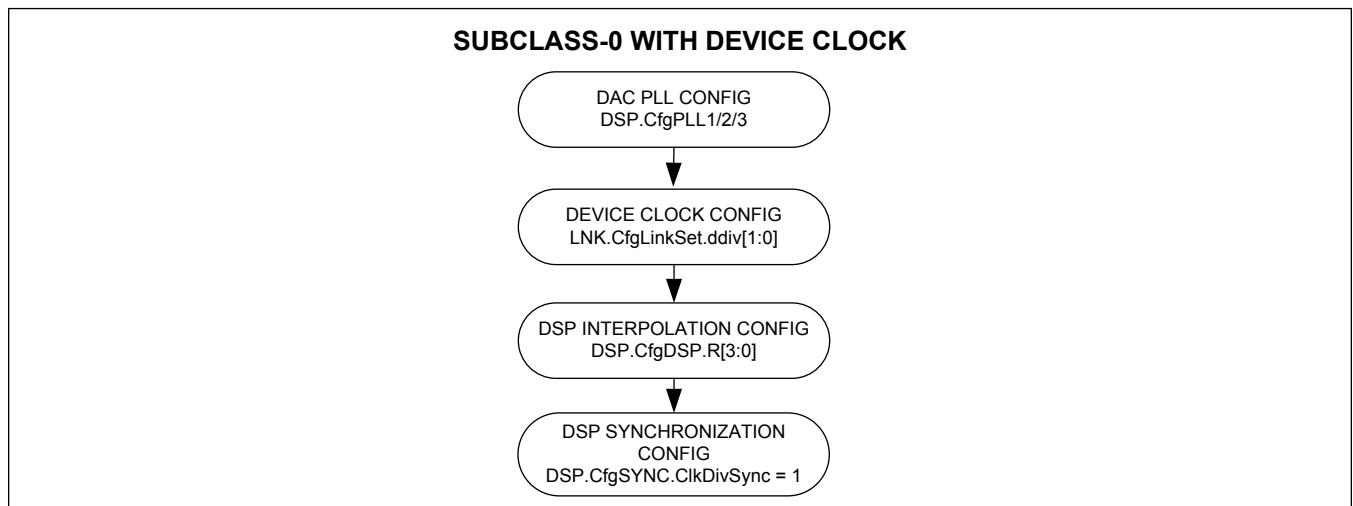 SUBCLASS-0 WITH DEVICE CLOCK
DAC PLL CONFIG
DSP.CfgPLL1/2/3
DEVICE CLOCK CONFIG
LNK.CfgLinkSet.ddiv[1:0]
DSP INTERPOLATION CONFIG
DSP.CfgDSP.R[3:0]
DSP SYNCHRONIZATION
CONFIG
DSP.CfgSYNC.ClkDivSync = 1